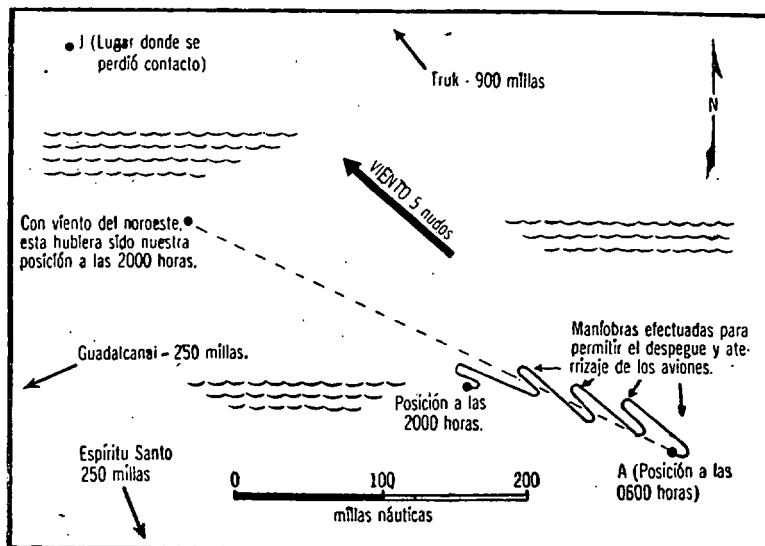 J (Lugar donde se
perdió contacto)
Truk - 900 millas
N
VIENTO 5 nudos
Con viento del noroeste,
esta hubiera sido nuestra
posición a las 2000 horas.
Maniobras efectuadas para
permitir el despegue y ate-
rrizaje de los aviones.
Guadalcanal - 250 millas.
Posición a las
2000 horas.
Espíritu Santo
250 millas
A (Posición a las
0600 horas)
0 100 200
millas náuticas